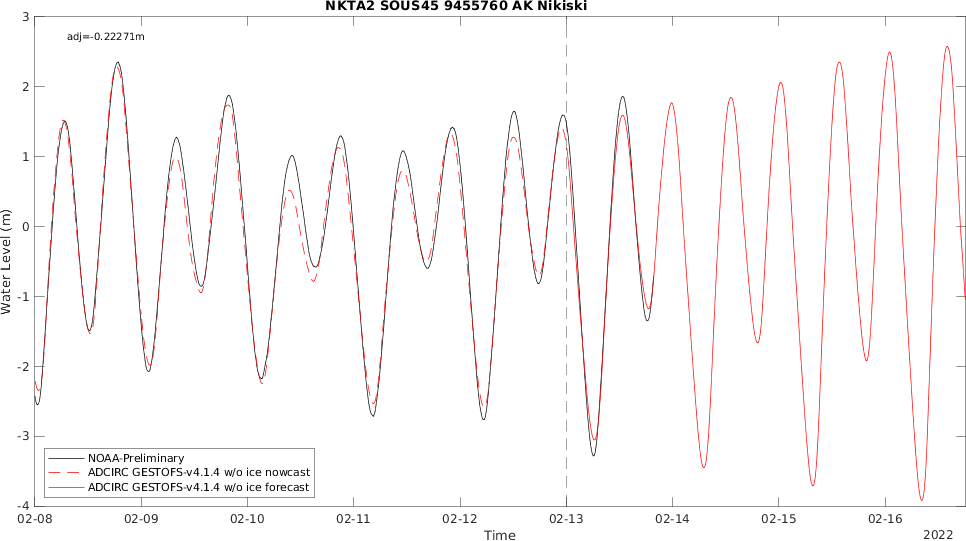 NKTA2 SOUS45 9455760 AK Nikiski
adj=-0.22271m
Water Level (m)
3
2
1
0
-1
-2
-3
-4
NOAA-Preliminary
ADCIRC GESTOFS-v4.1.4 w/o ice nowcast
ADCIRC GESTOFS-v4.1.4 w/o ice forecast
02-08 02-09 02-10 02-11 02-12 02-13 02-14 02-15 02-16
Time
2022